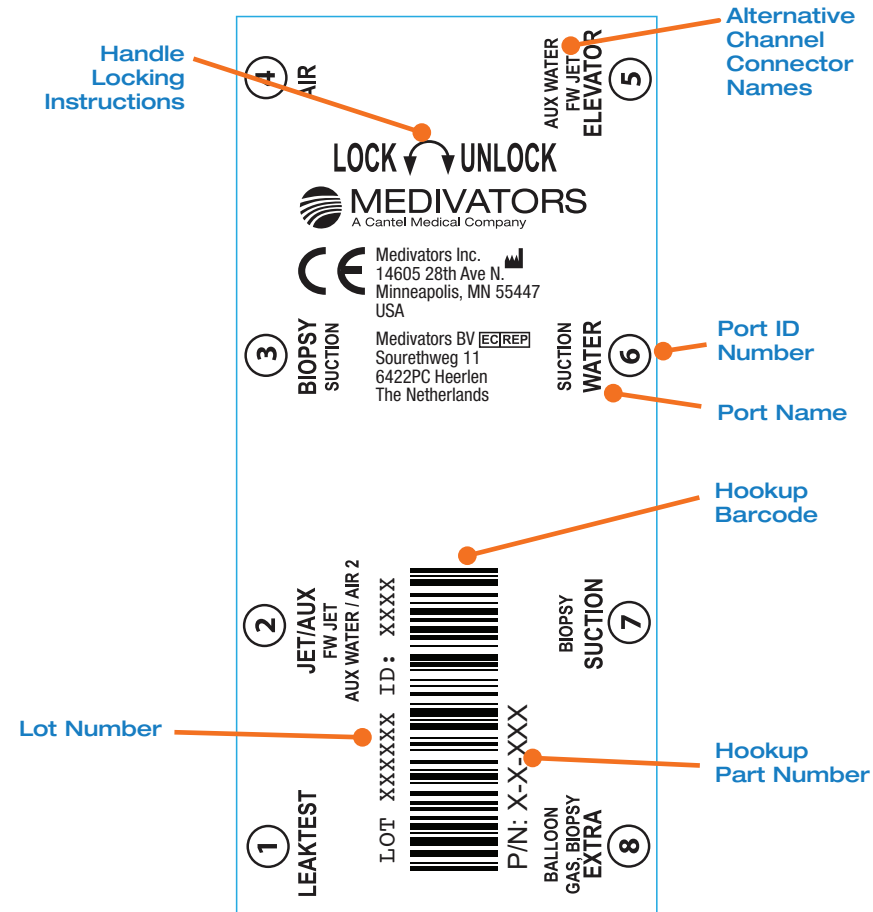 Handle
Locking
Instructions
Alternative
Channel
Connector
Names
4
AIR
AUX WATER
FW JET
ELEVATOR
5
LOCK UNLOCK
MEDIVATORS
A Cantel Medical Company
CE
Medivators Inc.
14605 28th Ave N.
Minneapolis, MN 55447
USA
Medivators BV EC REP
Sourethweg 11
6422PC Heerlen
The Netherlands
3
BIOPSY
SUCTION
SUCTION
WATER
6
Port ID
Number
Port Name
Hookup
Barcode
2
JET/AUX
FW JET
AUX WATER / AIR 2
BIOPSY
SUCTION
7
LOT XXXXXX ID: XXXX
P/N: X-X-XXX
Lot Number
Hookup
Part Number
1
LEAKTEST
BALLOON
GAS, BIOPSY
EXTRA
8